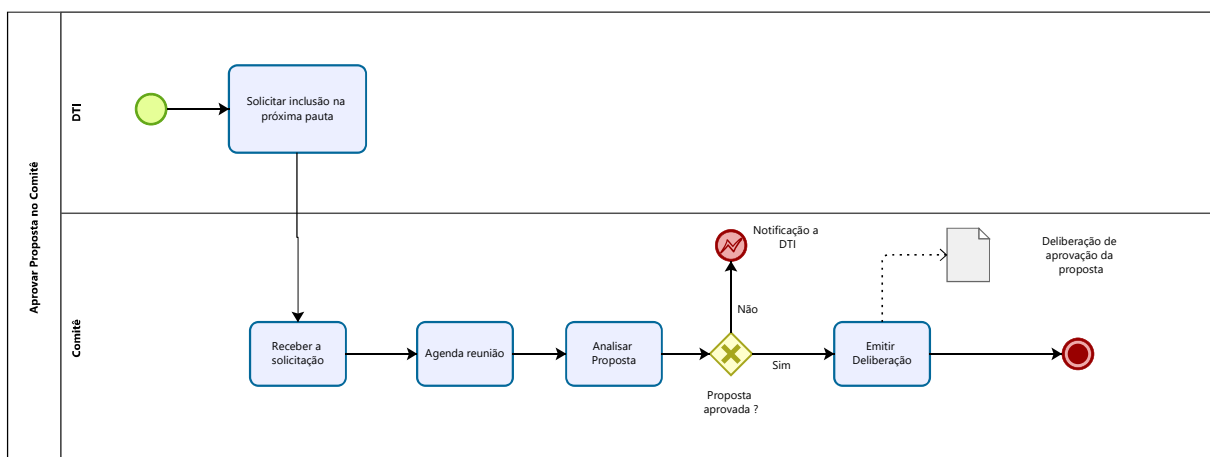 Aprovar Proposta no Comitê
DTI
Solicitar inclusão na
próxima pauta
Comitê
Receber a
solicitação
Agenda reunião
Analisar
Proposta
Proposta
aprovada ?
Não
Notificação a
DTI
Sim
Emitir
Deliberação
Deliberação de
aprovação da
proposta